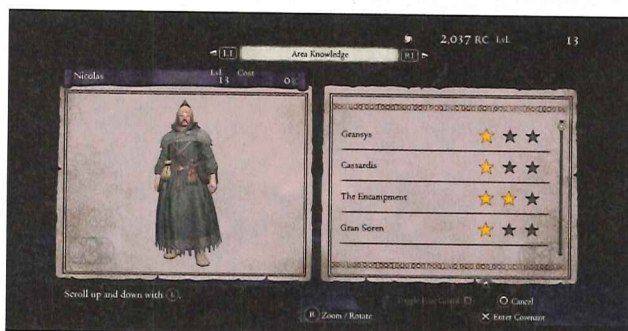 2,037 RC Lvl. 13
L1 Area Knowledge R1
Nicolas Lvl. 13 Cost 0
Gransys
Cassardis
The Encampment
Gran Soren
Scroll up and down with L.
Cancel
R Zoom / Rotate Enter Covenant